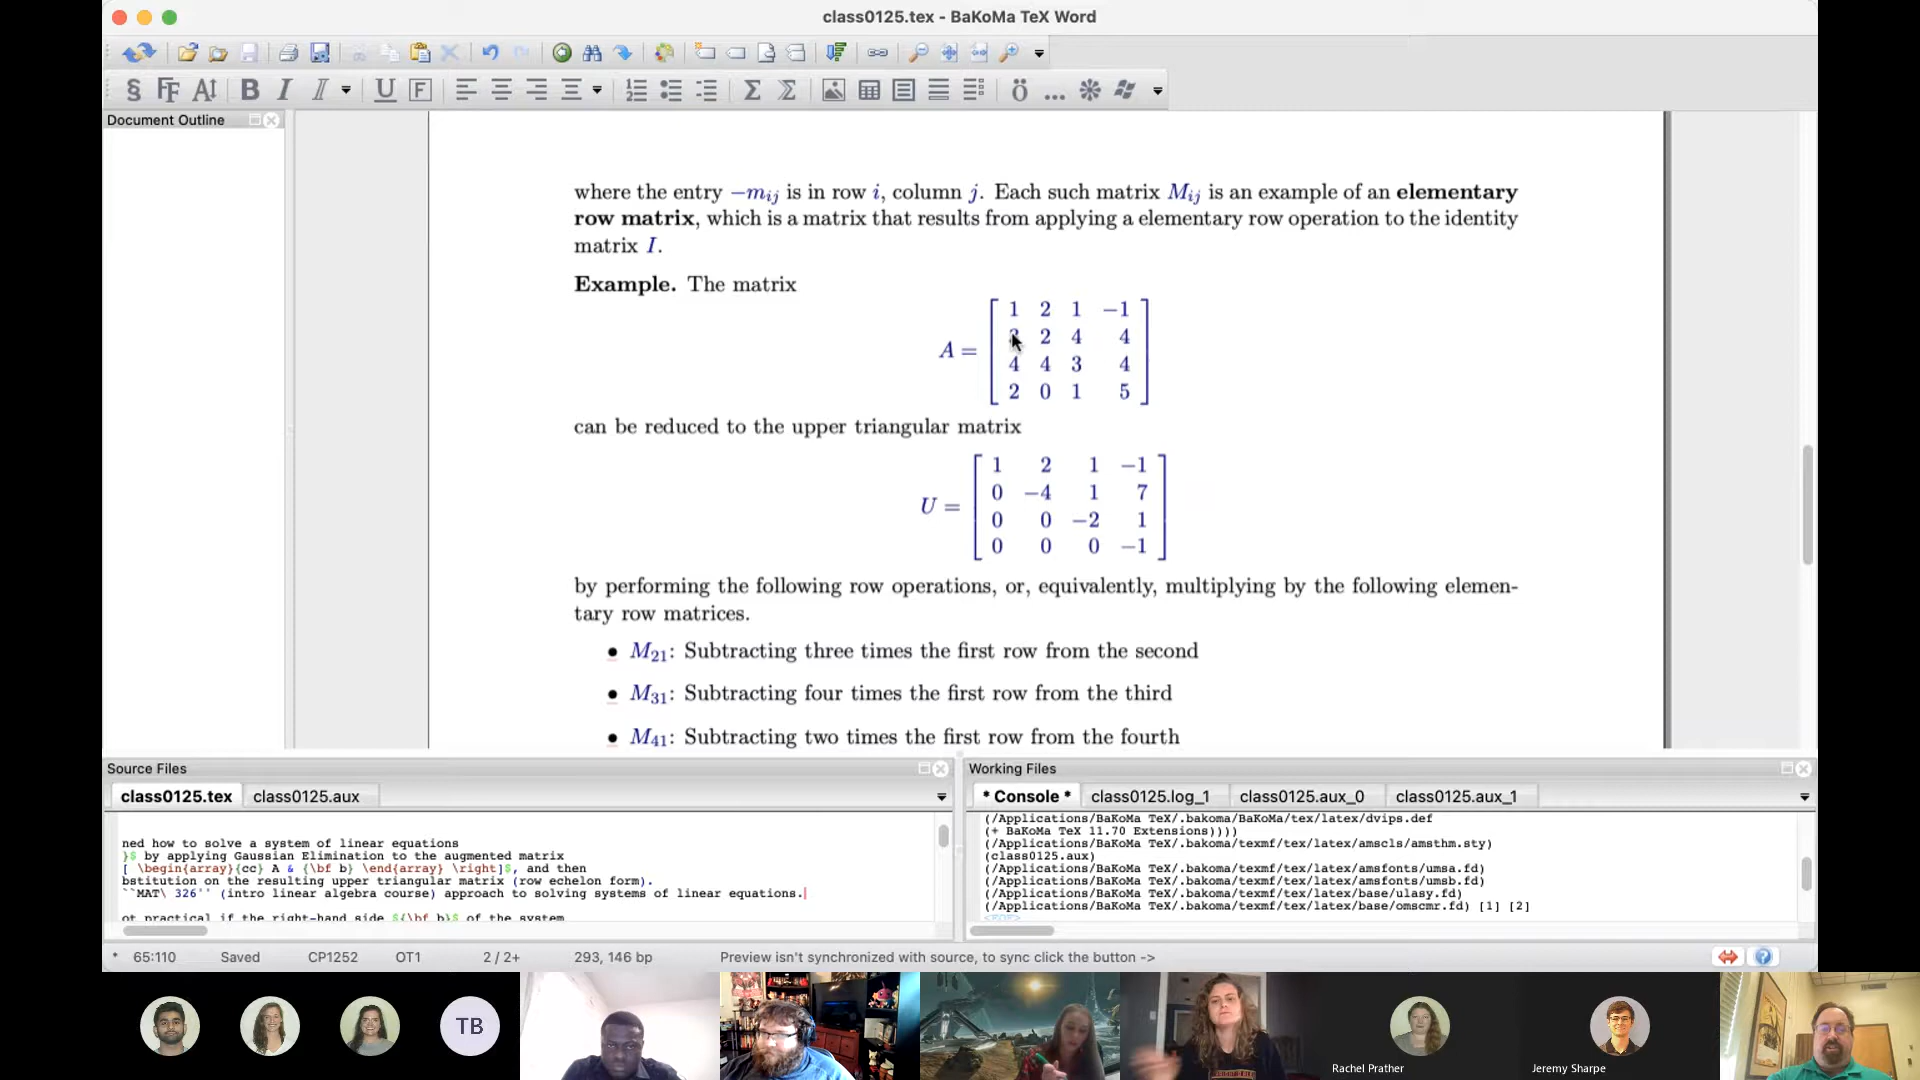 class0125.tex - BaKoMa TeX Word
Document Outline
where the entry −m_ij is in row i, column j. Each such matrix M_ij is an example of an elementary
row matrix, which is a matrix that results from applying a elementary row operation to the identity
matrix I.
Example. The matrix
1 2 1 −1
2 4 4
A =
4 4 3 4
2 0 1 5
can be reduced to the upper triangular matrix
1 2 1 −1
0 −4 1 7
U =
0 0 −2 1
0 0 0 −1
by performing the following row operations, or, equivalently, multiplying by the following elemen-
tary row matrices.
• M21: Subtracting three times the first row from the second
• M31: Subtracting four times the first row from the third
• M41: Subtracting two times the first row from the fourth
Source Files
class0125.tex class0125.aux
ned how to solve a system of linear equations
}$ by applying Gaussian Elimination to the augmented matrix
[ \begin{array}{cc} A & {\bf b} \end{array} \right]$, and then
bstitution on the resulting upper triangular matrix (row echelon form).
``MAT\ 326'' (intro linear algebra course) approach to solving systems of linear equations.
ot practical if the right-hand side ${\bf b}$ of the system
Working Files
* Console * class0125.log_1 class0125.aux_0 class0125.aux_1
(/Applications/BaKoMa TeX/.bakoma/BaKoMa/tex/latex/dvips.def
(+ BaKoMa TeX 11.70 Extensions))))
(/Applications/BaKoMa TeX/.bakoma/texmf/tex/latex/amscls/amsthm.sty)
(class0125.aux)
(/Applications/BaKoMa TeX/.bakoma/texmf/tex/latex/amsfonts/umsa.fd)
(/Applications/BaKoMa TeX/.bakoma/texmf/tex/latex/amsfonts/umsb.fd)
(/Applications/BaKoMa TeX/.bakoma/texmf/tex/latex/base/ulasy.fd)
(/Applications/BaKoMa TeX/.bakoma/texmf/tex/latex/base/omscmr.fd) [1] [2]
* 65:110 Saved CP1252 OT1 2 / 2+ 293, 146 bp Preview isn't synchronized with source, to sync click the button ->
TB
Rachel Prather
Jeremy Sharpe